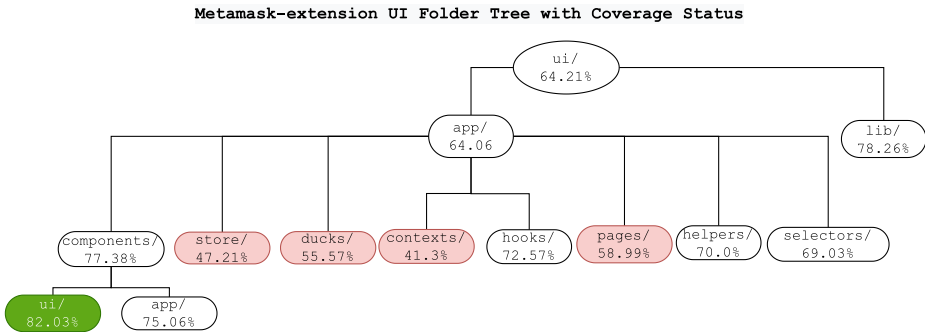 Metamask-extension UI Folder Tree with Coverage Status
ui/
64.21%
app/
64.06
lib/
78.26%
components/
77.38%
store/
47.21%
ducks/
55.57%
contexts/
41.3%
hooks/
72.57%
pages/
58.99%
helpers/
70.0%
selectors/
69.03%
ui/
82.03%
app/
75.06%